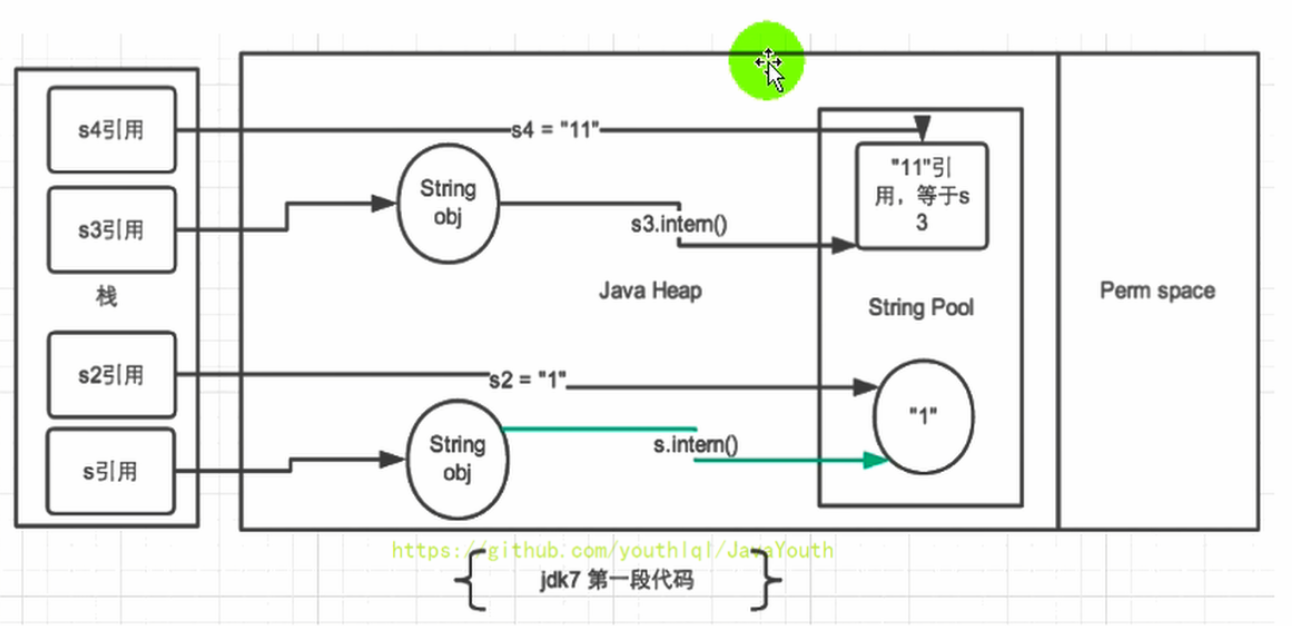 s4引用
s4 = "11"
"11"引
用，等于s
3
String
obj
s3引用
s3.intern()
栈
Java Heap
String Pool
Perm space
s2引用
s2 = "1"
"1"
String
obj
s.intern()
s引用
https://github.com/youthlql/JavaYouth
jdk7 第一段代码